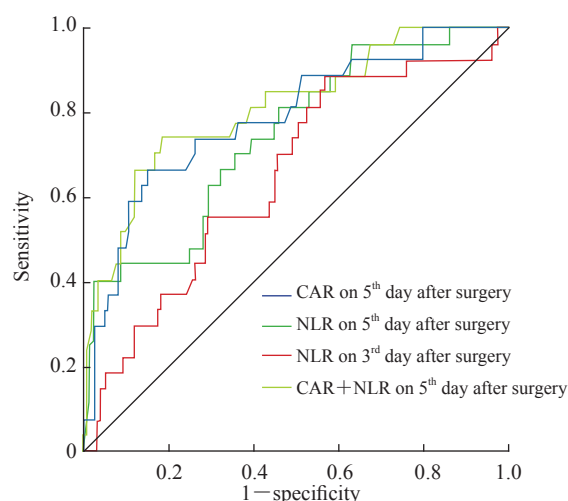 1.0
0.8
0.6
0.4
0.2
0
Sensitivity
CAR on 5th day after surgery
NLR on 5th day after surgery
NLR on 3rd day after surgery
CAR+NLR on 5th day after surgery
0.2 0.4 0.6 0.8 1.0
1−specificity